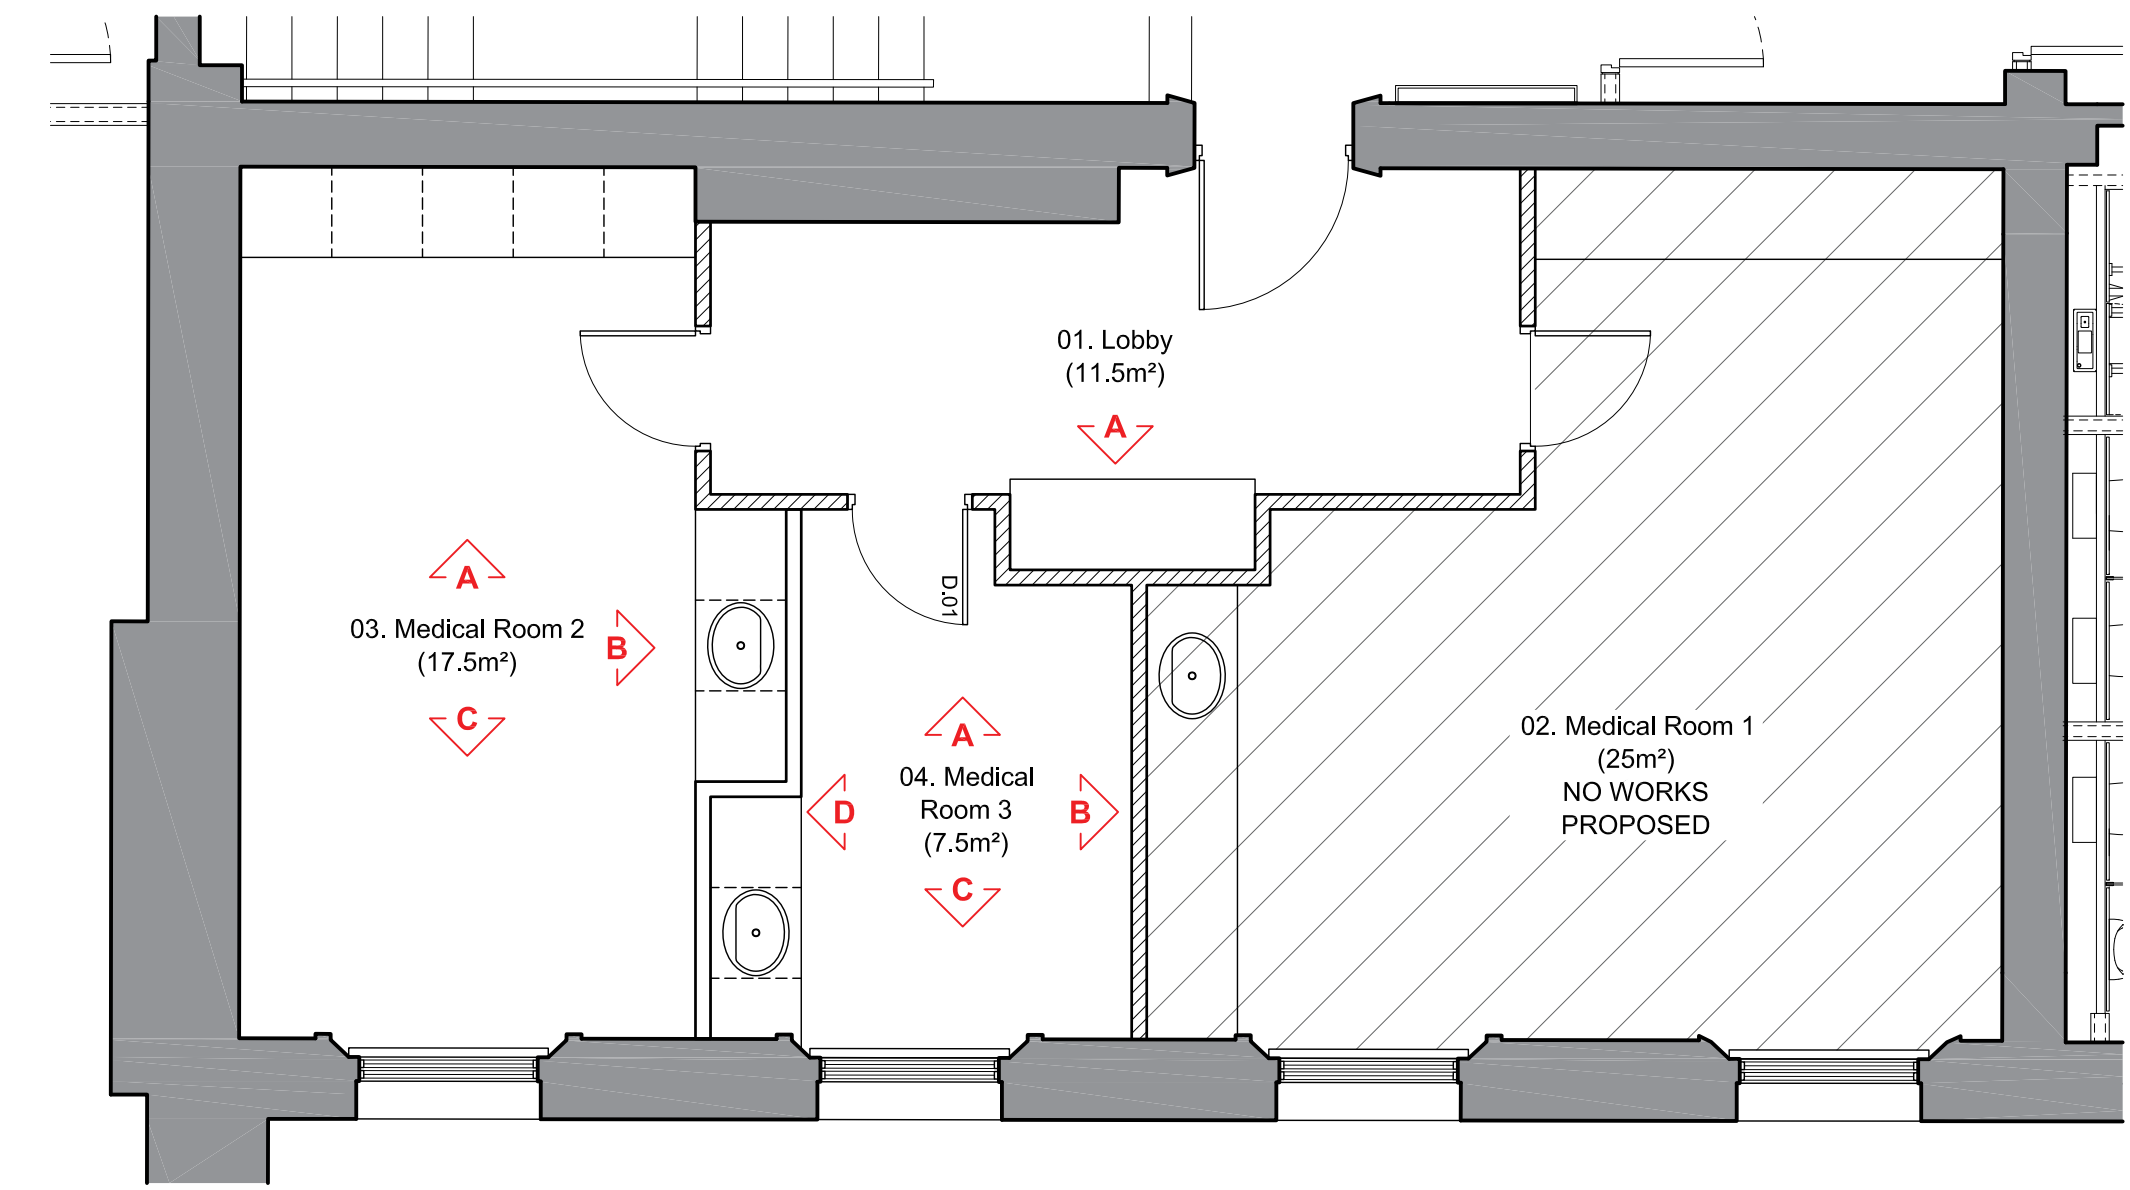 01. Lobby
(11.5m²)
A
A
03. Medical Room 2
(17.5m²)
B
C
D.01
A
04. Medical
Room 3
(7.5m²)
D
B
C
02. Medical Room 1
(25m²)
NO WORKS
PROPOSED